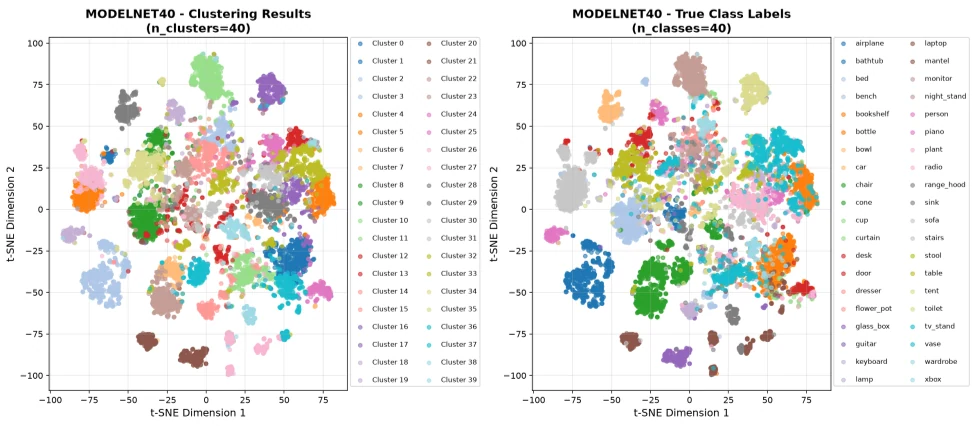 MODELNET40 - Clustering Results
(n_clusters=40)
t-SNE Dimension 2
100
75
50
25
0
−25
−50
−75
−100
−100
−75
−50
−25
0
25
50
75
t-SNE Dimension 1
Cluster 0
Cluster 1
Cluster 2
Cluster 3
Cluster 4
Cluster 5
Cluster 6
Cluster 7
Cluster 8
Cluster 9
Cluster 10
Cluster 11
Cluster 12
Cluster 13
Cluster 14
Cluster 15
Cluster 16
Cluster 17
Cluster 18
Cluster 19
Cluster 20
Cluster 21
Cluster 22
Cluster 23
Cluster 24
Cluster 25
Cluster 26
Cluster 27
Cluster 28
Cluster 29
Cluster 30
Cluster 31
Cluster 32
Cluster 33
Cluster 34
Cluster 35
Cluster 36
Cluster 37
Cluster 38
Cluster 39
MODELNET40 - True Class Labels
(n_classes=40)
t-SNE Dimension 2
100
75
50
25
0
−25
−50
−75
−100
−100
−75
−50
−25
0
25
50
75
t-SNE Dimension 1
airplane
bathtub
bed
bench
bookshelf
bottle
bowl
car
chair
cone
cup
curtain
desk
door
dresser
flower_pot
glass_box
guitar
keyboard
lamp
laptop
mantel
monitor
night_stand
person
piano
plant
radio
range_hood
sink
sofa
stairs
stool
table
tent
toilet
tv_stand
vase
wardrobe
xbox